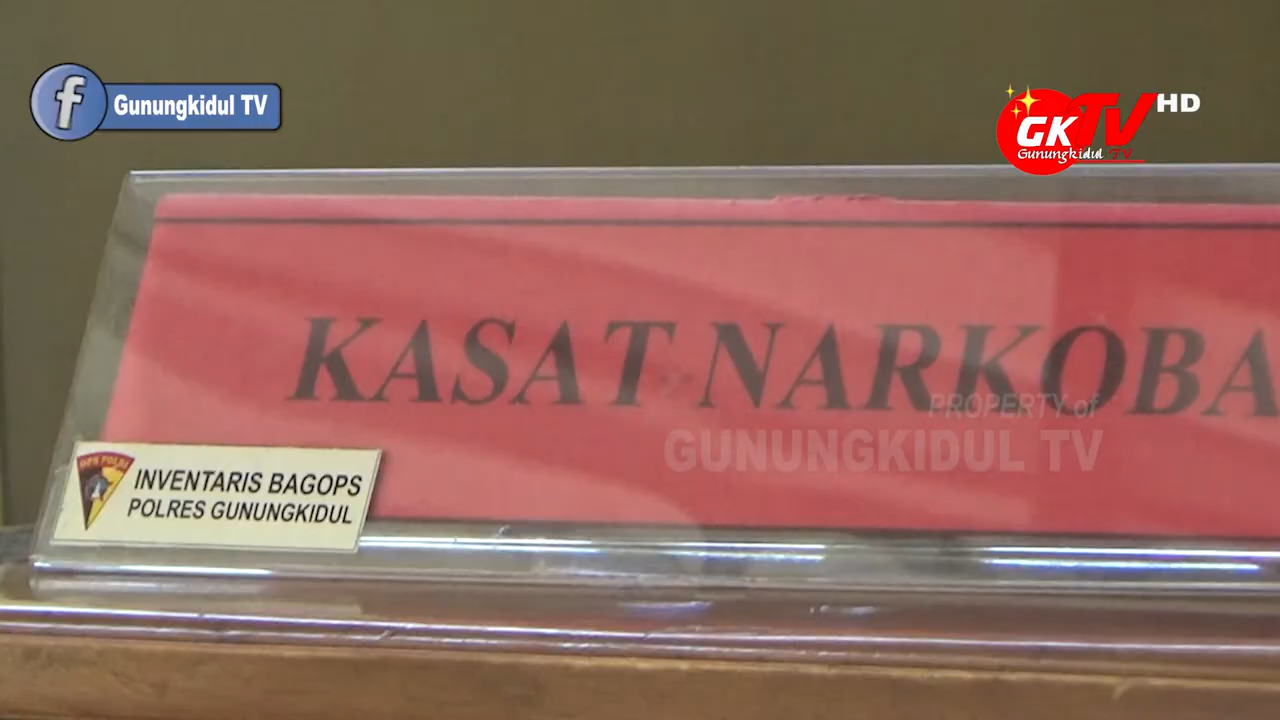 Gunungkidul TV
GKTV HD
Gunungkidul TV
KASAT NARKOBA
PROPERTY of
GUNUNGKIDUL TV
INVENTARIS BAGOPS
POLRES GUNUNGKIDUL